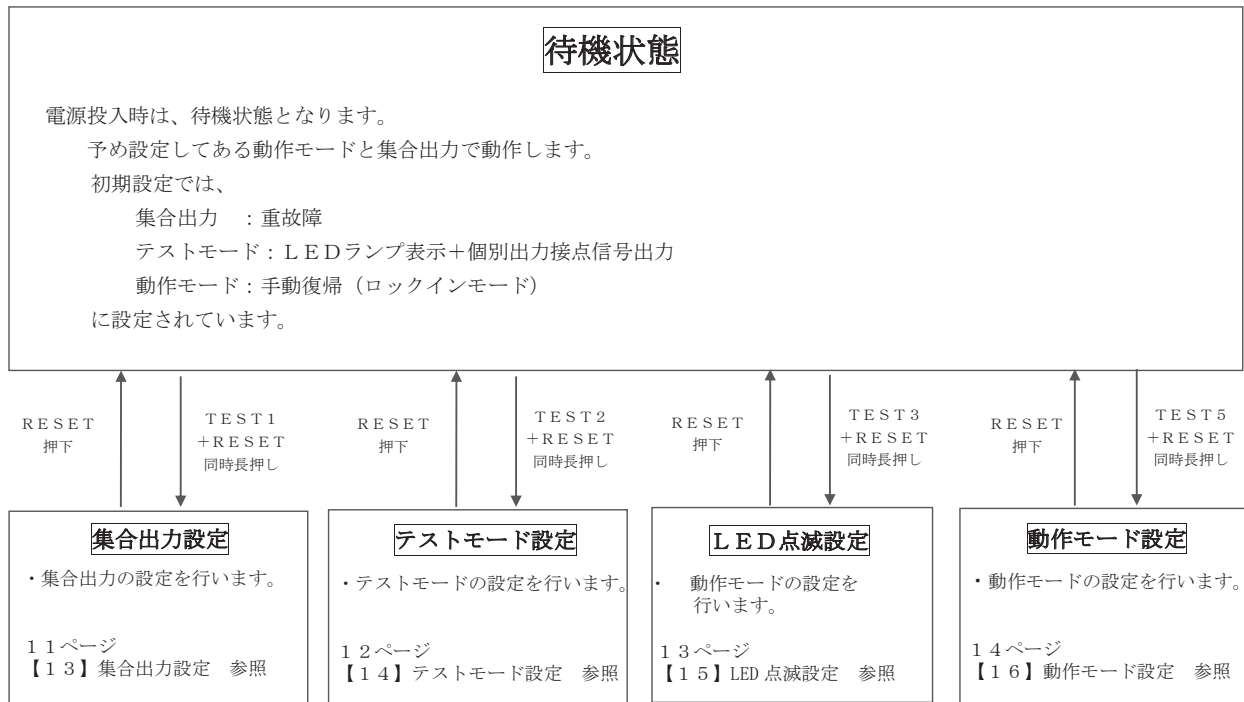 待機状態
電源投入時は、待機状態となります。
予め設定してある動作モードと集合出力で動作します。
初期設定では、
集合出力　：重故障
テストモード：ＬＥＤランプ表示＋個別出力接点信号出力
動作モード：手動復帰（ロックインモード）
に設定されています。
ＲＥＳＥＴ
押下
ＴＥＳＴ１
＋ＲＥＳＥＴ
同時長押し
ＲＥＳＥＴ
押下
ＴＥＳＴ２
＋ＲＥＳＥＴ
同時長押し
ＲＥＳＥＴ
押下
ＴＥＳＴ３
＋ＲＥＳＥＴ
同時長押し
ＲＥＳＥＴ
押下
ＴＥＳＴ５
＋ＲＥＳＥＴ
同時長押し
集合出力設定
・集合出力の設定を行います。
１１ページ
【１３】集合出力設定　参照
テストモード設定
・テストモードの設定を行います。
１２ページ
【１４】テストモード設定　参照
ＬＥＤ点滅設定
・　動作モードの設定を
行います。
１３ページ
【１５】LED 点滅設定　参照
動作モード設定
・動作モードの設定を行います。
１４ページ
【１６】動作モード設定　参照